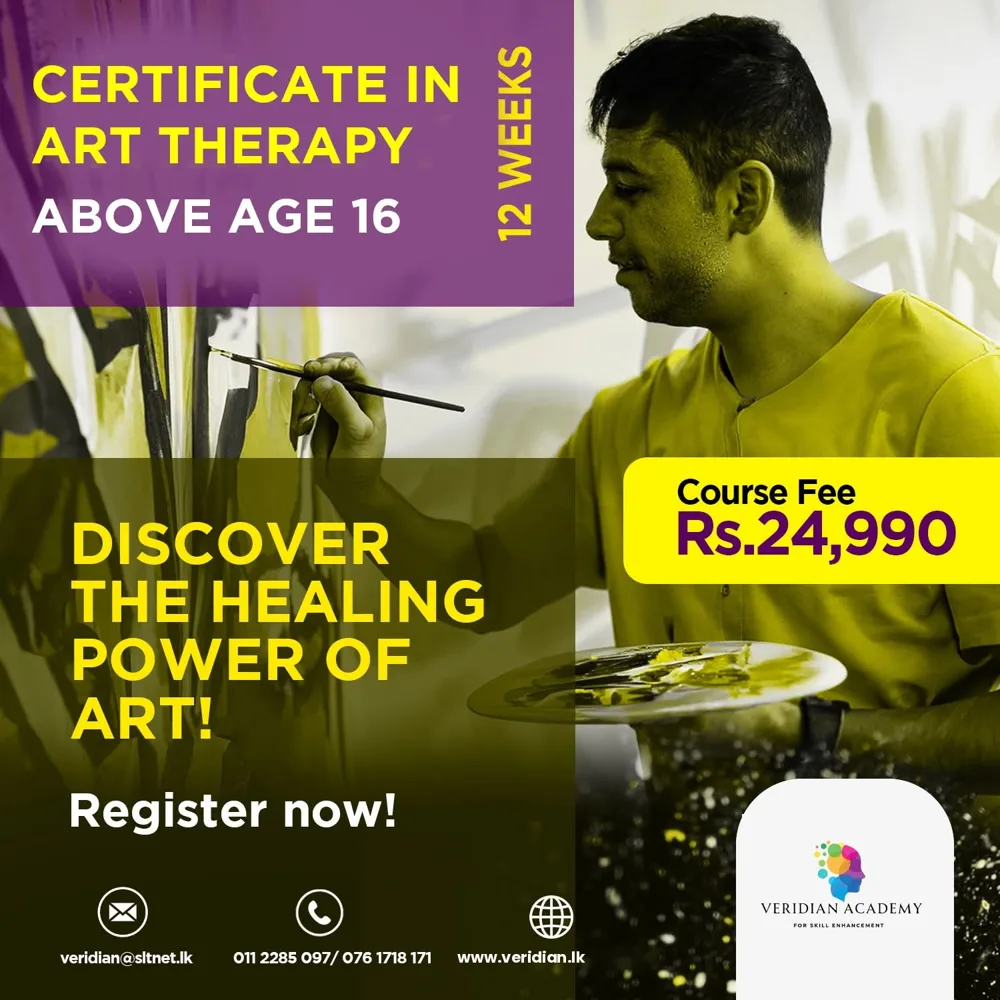 CERTIFICATE IN
ART THERAPY
ABOVE AGE 16
12 WEEKS
Course Fee
Rs.24,990
DISCOVER
THE HEALING
POWER OF
ART!
Register now!
veridian@sltnet.lk
011 2285 097/ 076 1718 171
www.veridian.lk
VERIDIAN ACADEMY
FOR SKILL ENHANCEMENT